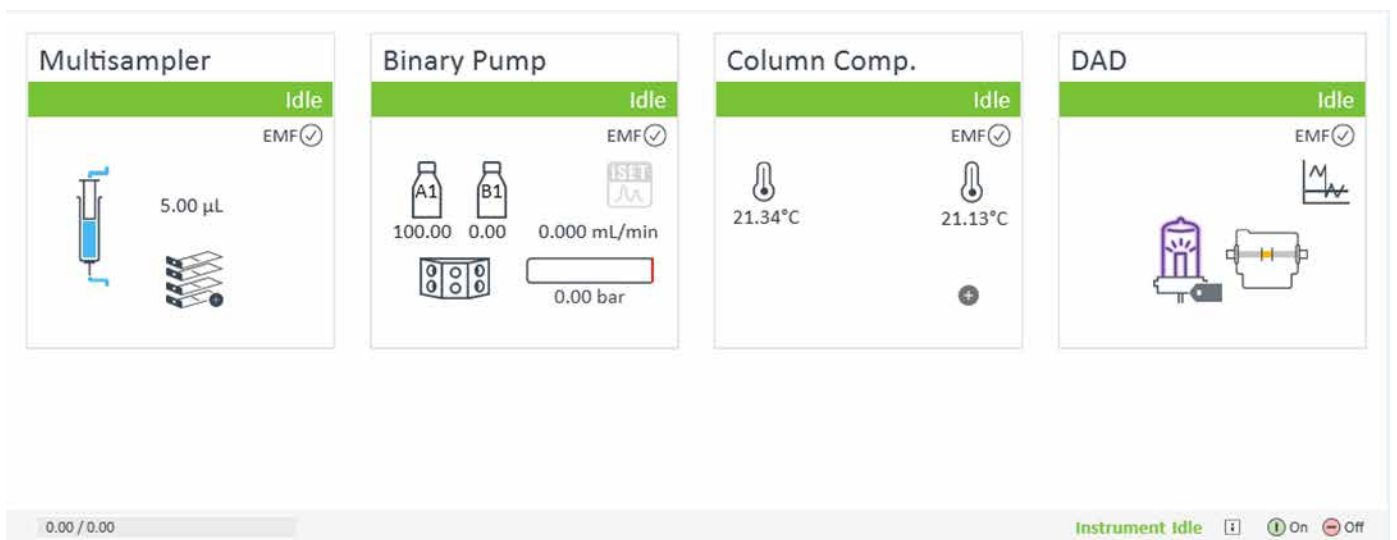 Multisampler
Idle
EMF
5.00 µL
Binary Pump
Idle
EMF
A1 B1 ISET
100.00 0.00 0.000 mL/min
0.00 bar
Column Comp.
Idle
EMF
21.34°C 21.13°C
DAD
Idle
EMF
0.00 / 0.00 Instrument Idle i On Off